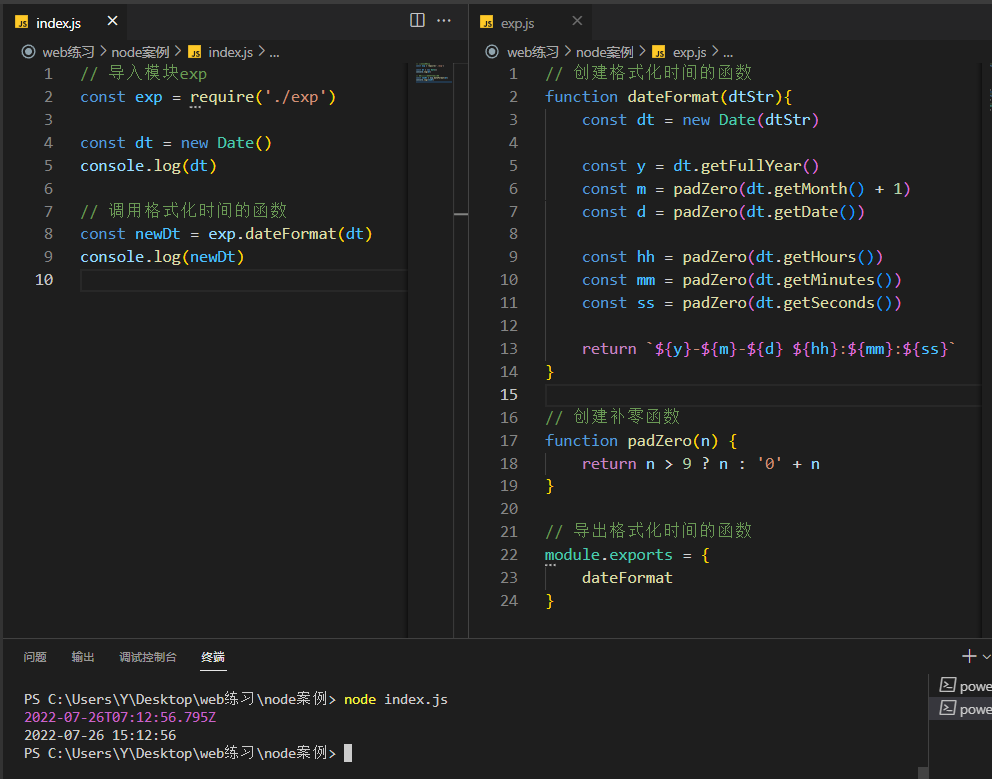 JS index.js ×
web练习 > node案例 > JS index.js > ...
1 // 导入模块exp
2 const exp = require('./exp')
3
4 const dt = new Date()
5 console.log(dt)
6
7 // 调用格式化时间的函数
8 const newDt = exp.dateFormat(dt)
9 console.log(newDt)
10
JS exp.js ×
web练习 > node案例 > JS exp.js > ...
1 // 创建格式化时间的函数
2 function dateFormat(dtStr){
3 const dt = new Date(dtStr)
4
5 const y = dt.getFullYear()
6 const m = padZero(dt.getMonth() + 1)
7 const d = padZero(dt.getDate())
8
9 const hh = padZero(dt.getHours())
10 const mm = padZero(dt.getMinutes())
11 const ss = padZero(dt.getSeconds())
12
13 return `${y}-${m}-${d} ${hh}:${mm}:${ss}`
14 }
15
16 // 创建补零函数
17 function padZero(n) {
18 return n > 9 ? n : '0' + n
19 }
20
21 // 导出格式化时间的函数
22 module.exports = {
23 dateFormat
24 }
问题 输出 调试控制台 终端
PS C:\Users\Y\Desktop\web练习\node案例> node index.js
2022-07-26T07:12:56.795Z
2022-07-26 15:12:56
PS C:\Users\Y\Desktop\web练习\node案例>
powe
powe